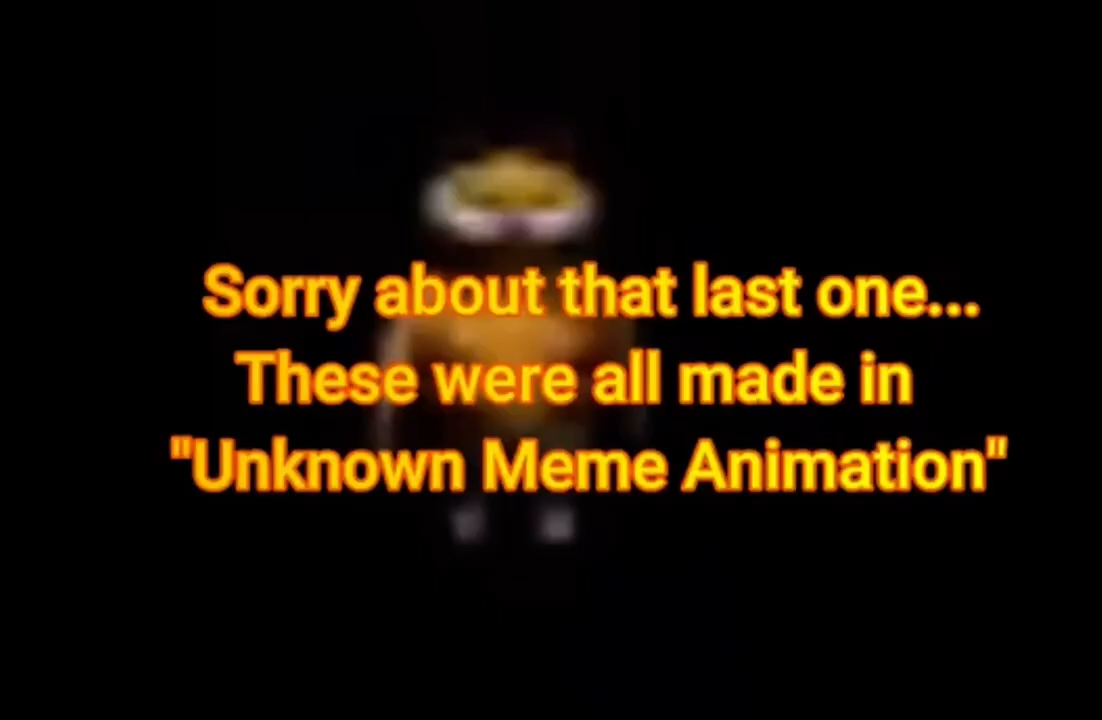 Sorry about that last one...
These were all made in
"Unknown Meme Animation"